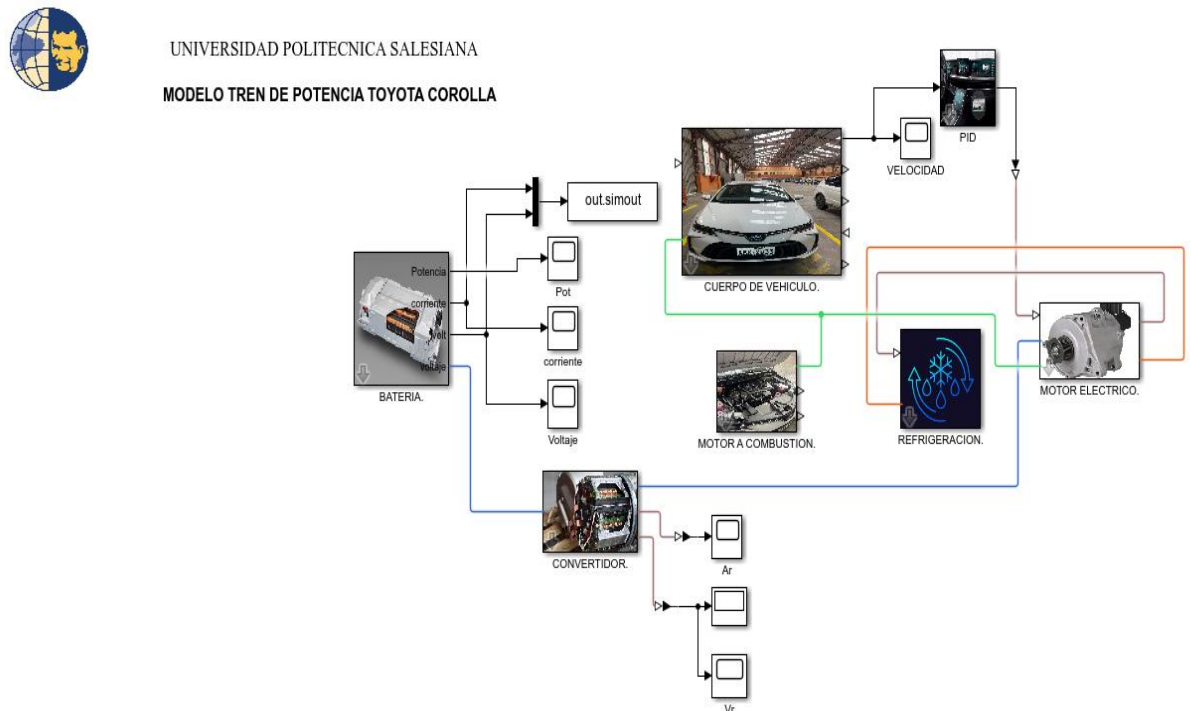 UNIVERSIDAD POLITECNICA SALESIANA
MODELO TREN DE POTENCIA TOYOTA COROLLA
PID
VELOCIDAD
out.simout
CUERPO DE VEHICULO.
Potencia
corriente
volt
voltaje
BATERIA.
Pot
corriente
Voltaje
MOTOR A COMBUSTION.
REFRIGERACION.
MOTOR ELECTRICO.
CONVERTIDOR.
Ar
Vr